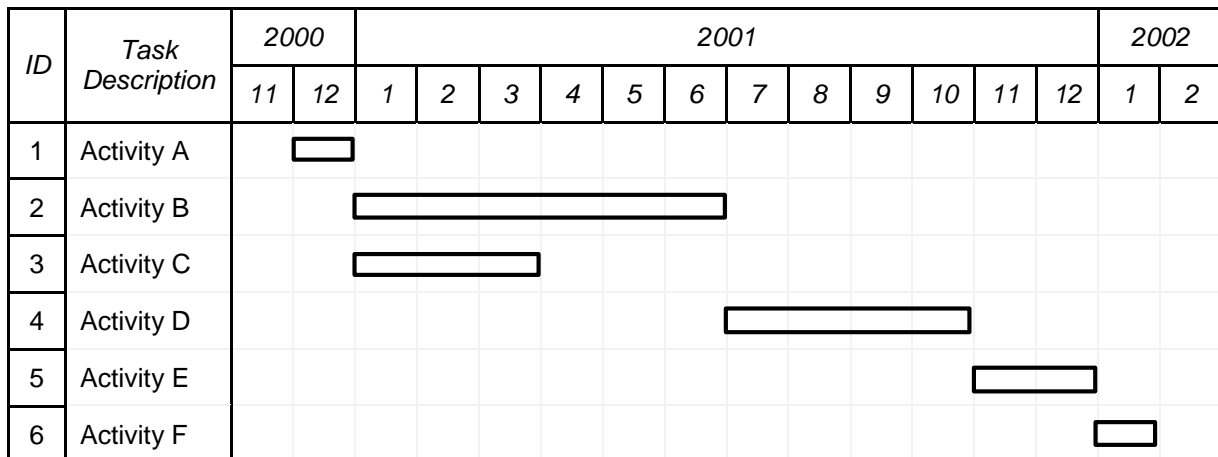 ID Task Description 2000 2001 2002
11 12 1 2 3 4 5 6 7 8 9 10 11 12 1 2
1 Activity A
2 Activity B
3 Activity C
4 Activity D
5 Activity E
6 Activity F